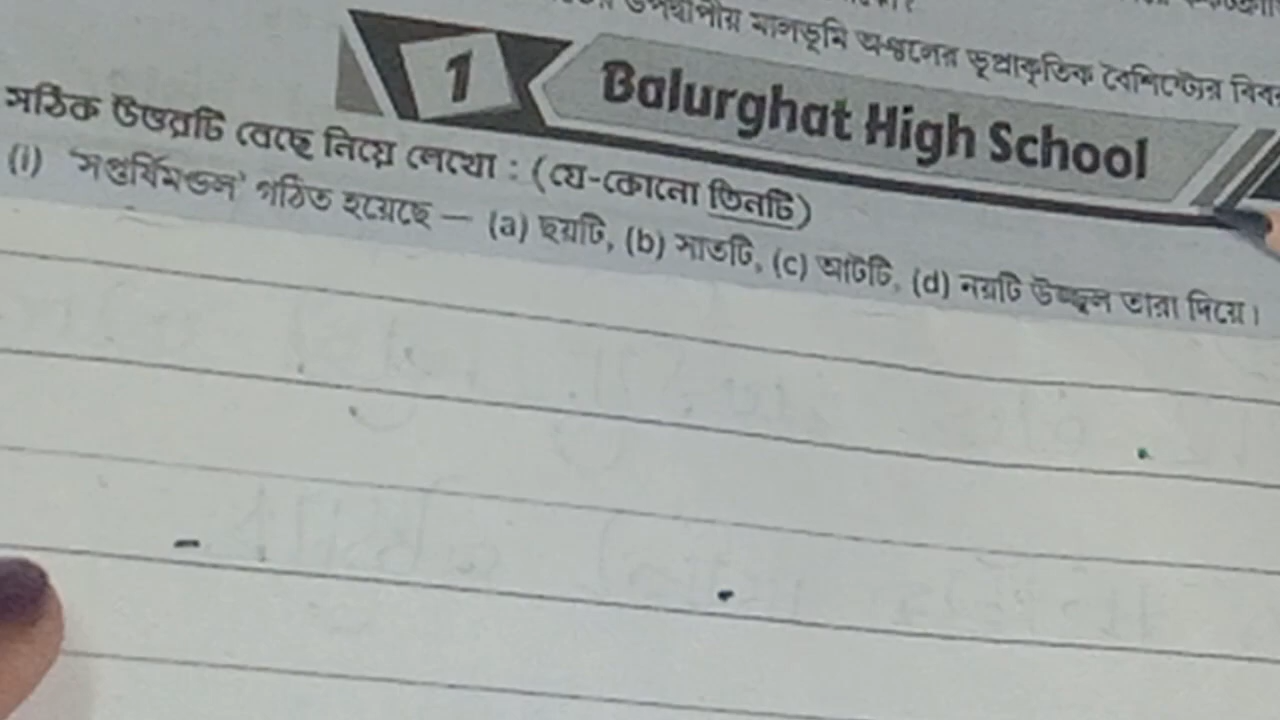 উপদ্বীপীয় মালভূমি অঞ্চলের ভূপ্রাকৃতিক বৈশিষ্ট্যের
1 Balurghat High School
সঠিক উত্তরটি বেছে নিয়ে লেখো : (যে-কোনো তিনটি)
(i) 'সপ্তর্ষিমণ্ডল' গঠিত হয়েছে — (a) ছয়টি, (b) সাতটি, (c) আটটি, (d) নয়টি উজ্জ্বল তারা দিয়ে।